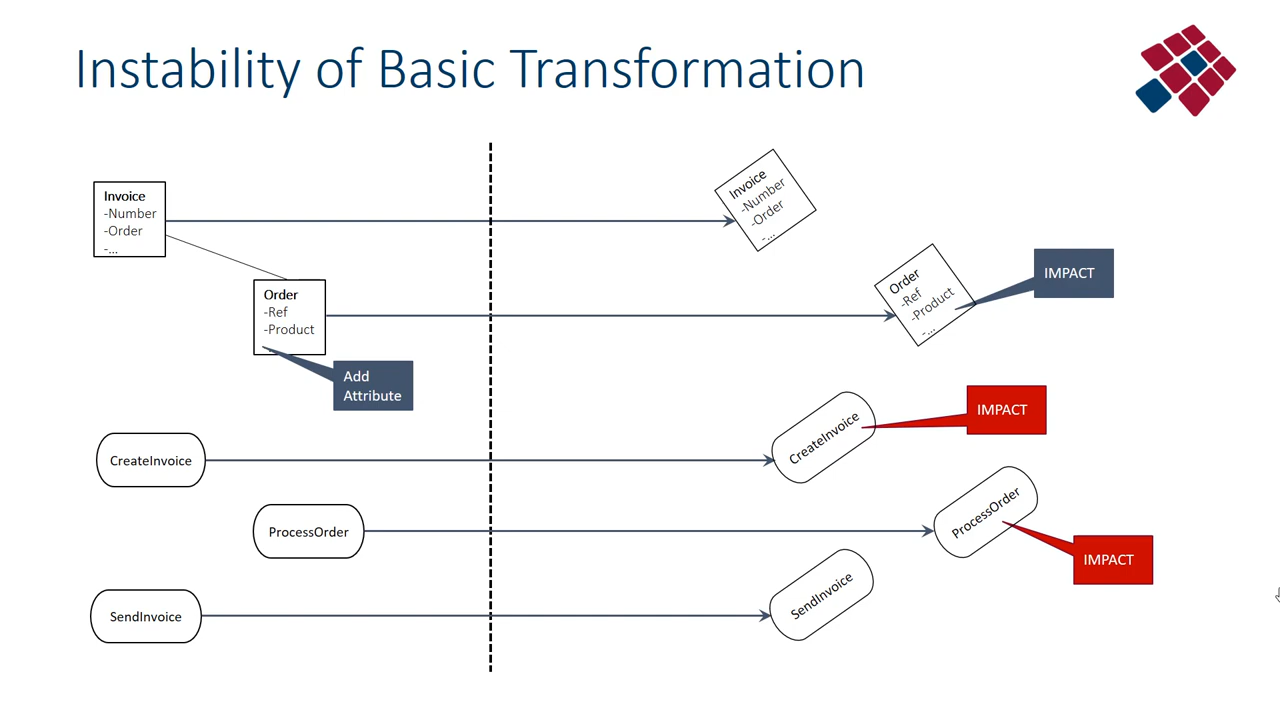 Instability of Basic Transformation
Invoice
-Number
-Order
-...
Order
-Ref
-Product
Add
Attribute
CreateInvoice
ProcessOrder
SendInvoice
Invoice
-Number
-Order
-...
Order
-Ref
-Product
-...
IMPACT
CreateInvoice
IMPACT
ProcessOrder
IMPACT
SendInvoice